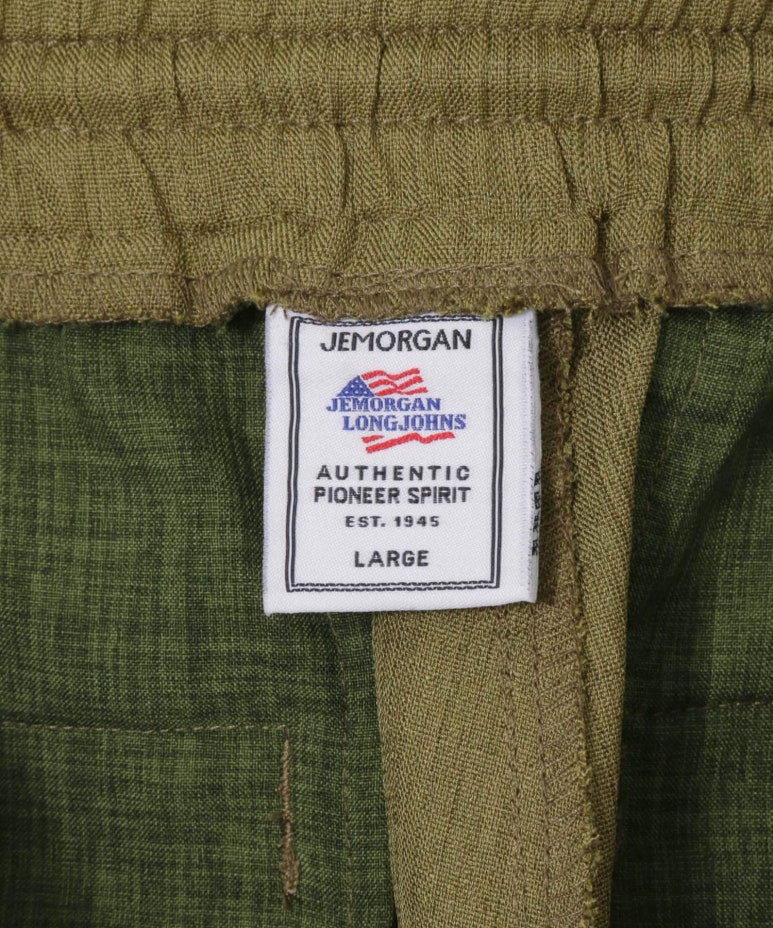 JEMORGAN
JEMORGAN
LONGJOHNS
AUTHENTIC
PIONEER SPIRIT
EST. 1945
LARGE